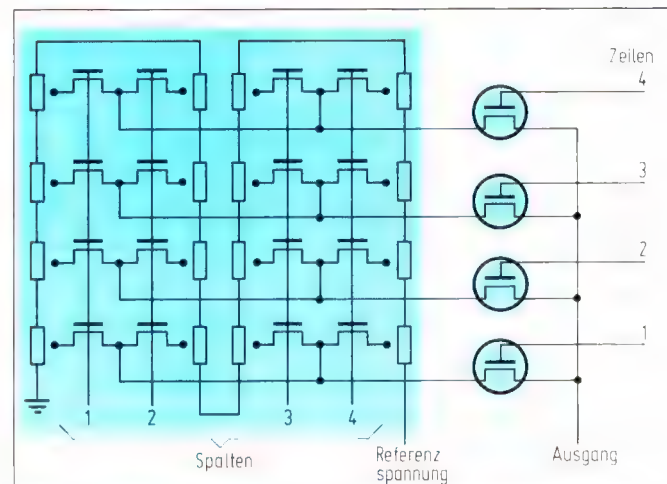 Zeilen
4
3
2
1
1 2 3 4
Spalten
Referenz
spannung
Ausgang